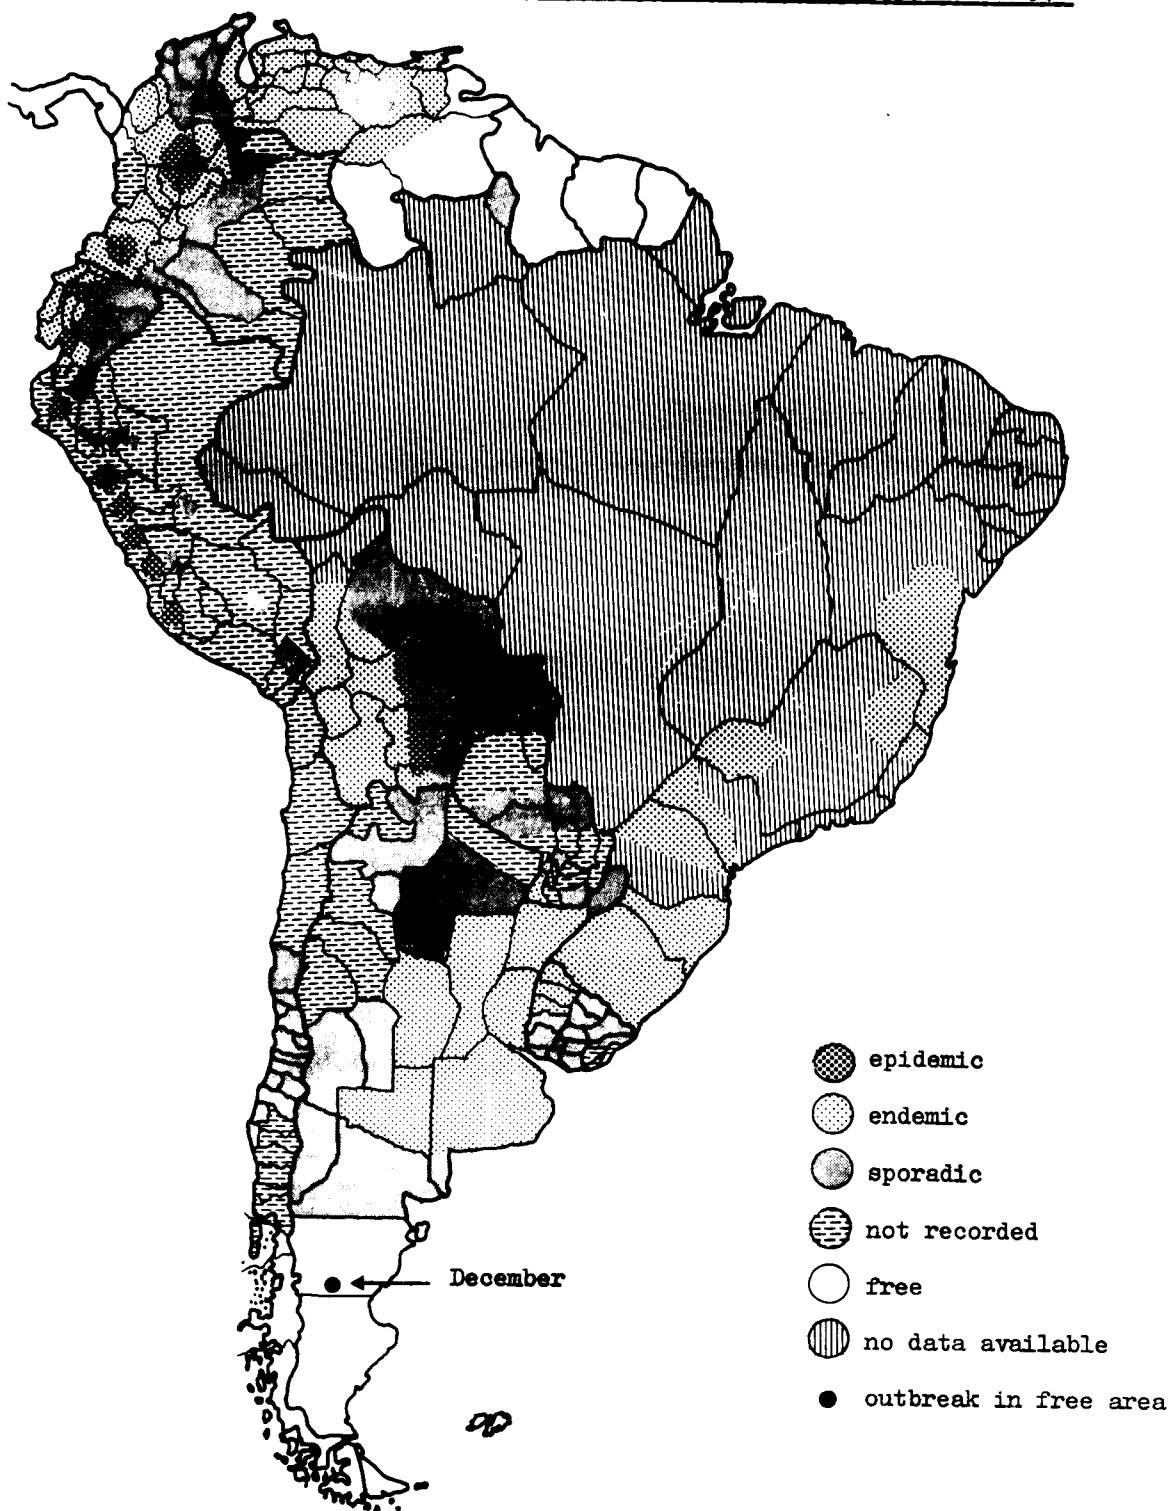 epidemic
endemic
sporadic
not recorded
free
December
no data available
outbreak in free area